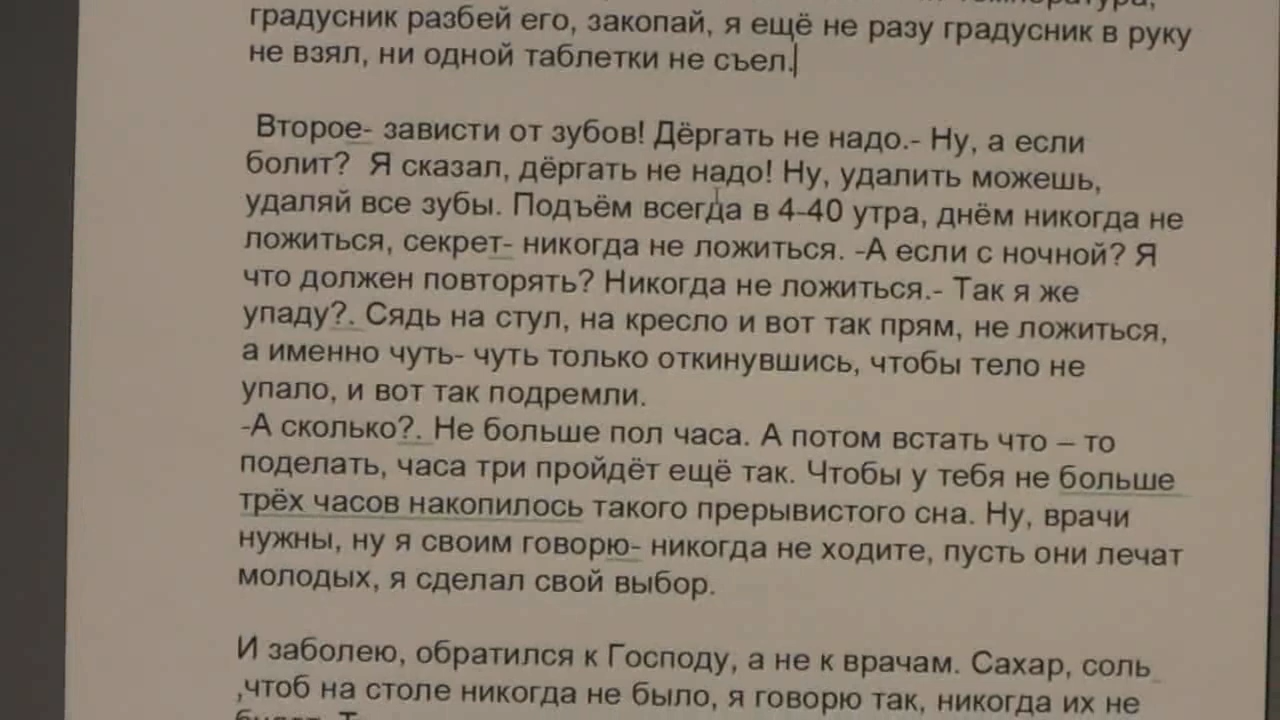 температура,
градусник разбей его, закопай, я ещё не разу градусник в руку
не взял, ни одной таблетки не съел.
Второе- зависти от зубов! Дёргать не надо.- Ну, а если
болит?  Я сказал, дёргать не надо! Ну, удалить можешь,
удаляй все зубы. Подъём всегда в 4-40 утра, днём никогда не
ложиться, секрет- никогда не ложиться. -А если с ночной? Я
что должен повторять? Никогда не ложиться.- Так я же
упаду?. Сядь на стул, на кресло и вот так прям, не ложиться,
а именно чуть- чуть только откинувшись, чтобы тело не
упало, и вот так подремли.
-А сколько?. Не больше пол часа. А потом встать что – то
поделать, часа три пройдёт ещё так. Чтобы у тебя не больше
трёх часов накопилось такого прерывистого сна. Ну, врачи
нужны, ну я своим говорю- никогда не ходите, пусть они лечат
молодых, я сделал свой выбор.
И заболею, обратился к Господу, а не к врачам. Сахар, соль
,чтоб на столе никогда не было, я говорю так, никогда их не